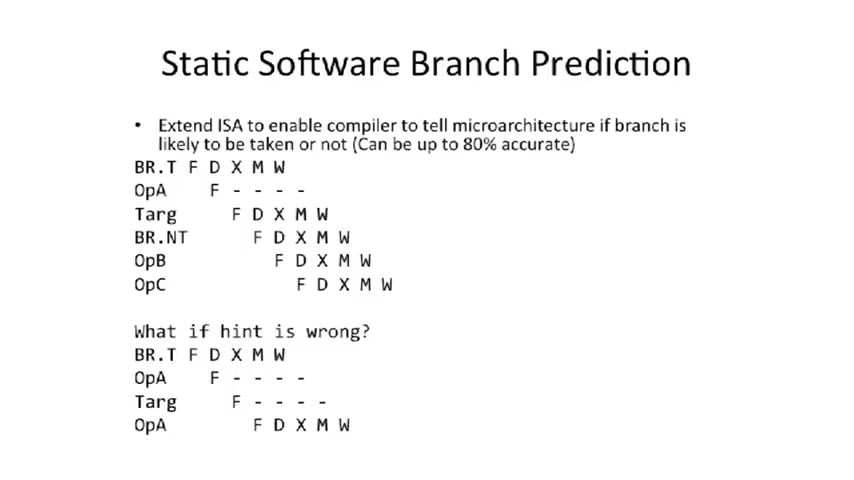 Static Software Branch Prediction
• Extend ISA to enable compiler to tell microarchitecture if branch is
likely to be taken or not (Can be up to 80% accurate)
BR.T F D X M W
OpA F - - - -
Targ F D X M W
BR.NT F D X M W
OpB F D X M W
OpC F D X M W
What if hint is wrong?
BR.T F D X M W
OpA F - - - -
Targ F - - - -
OpA F D X M W